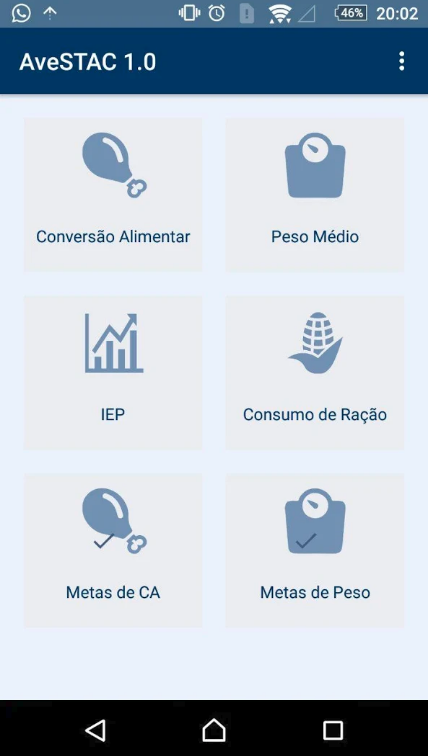 46% 20:02
AveSTAC 1.0
Conversão Alimentar
Peso Médio
IEP
Consumo de Ração
Metas de CA
Metas de Peso